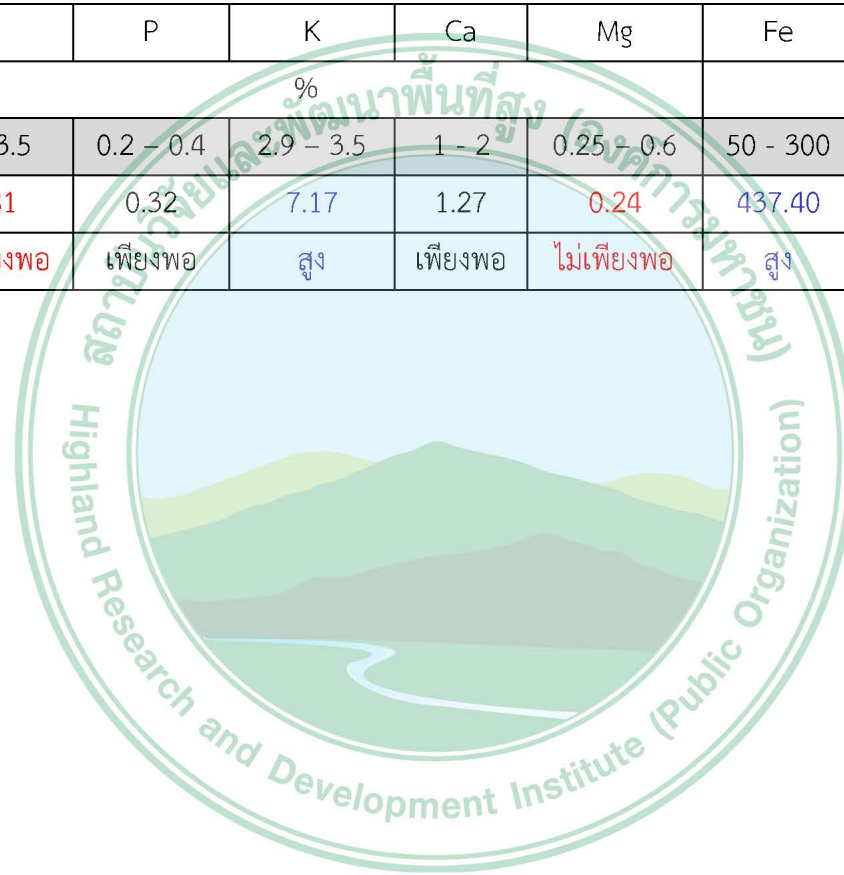 P K Ca Mg Fe
%
3.5 0.2 – 0.4 2.9 – 3.5 1 - 2 0.25 – 0.6 50 - 300
0.32 7.17 1.27 0.24 437.40
เพียงพอ สูง เพียงพอ ไม่เพียงพอ สูง
สถาบันวิจัยและพัฒนาพื้นที่สูง (องค์การมหาชน)
Highland Research and Development Institute (Public Organization)